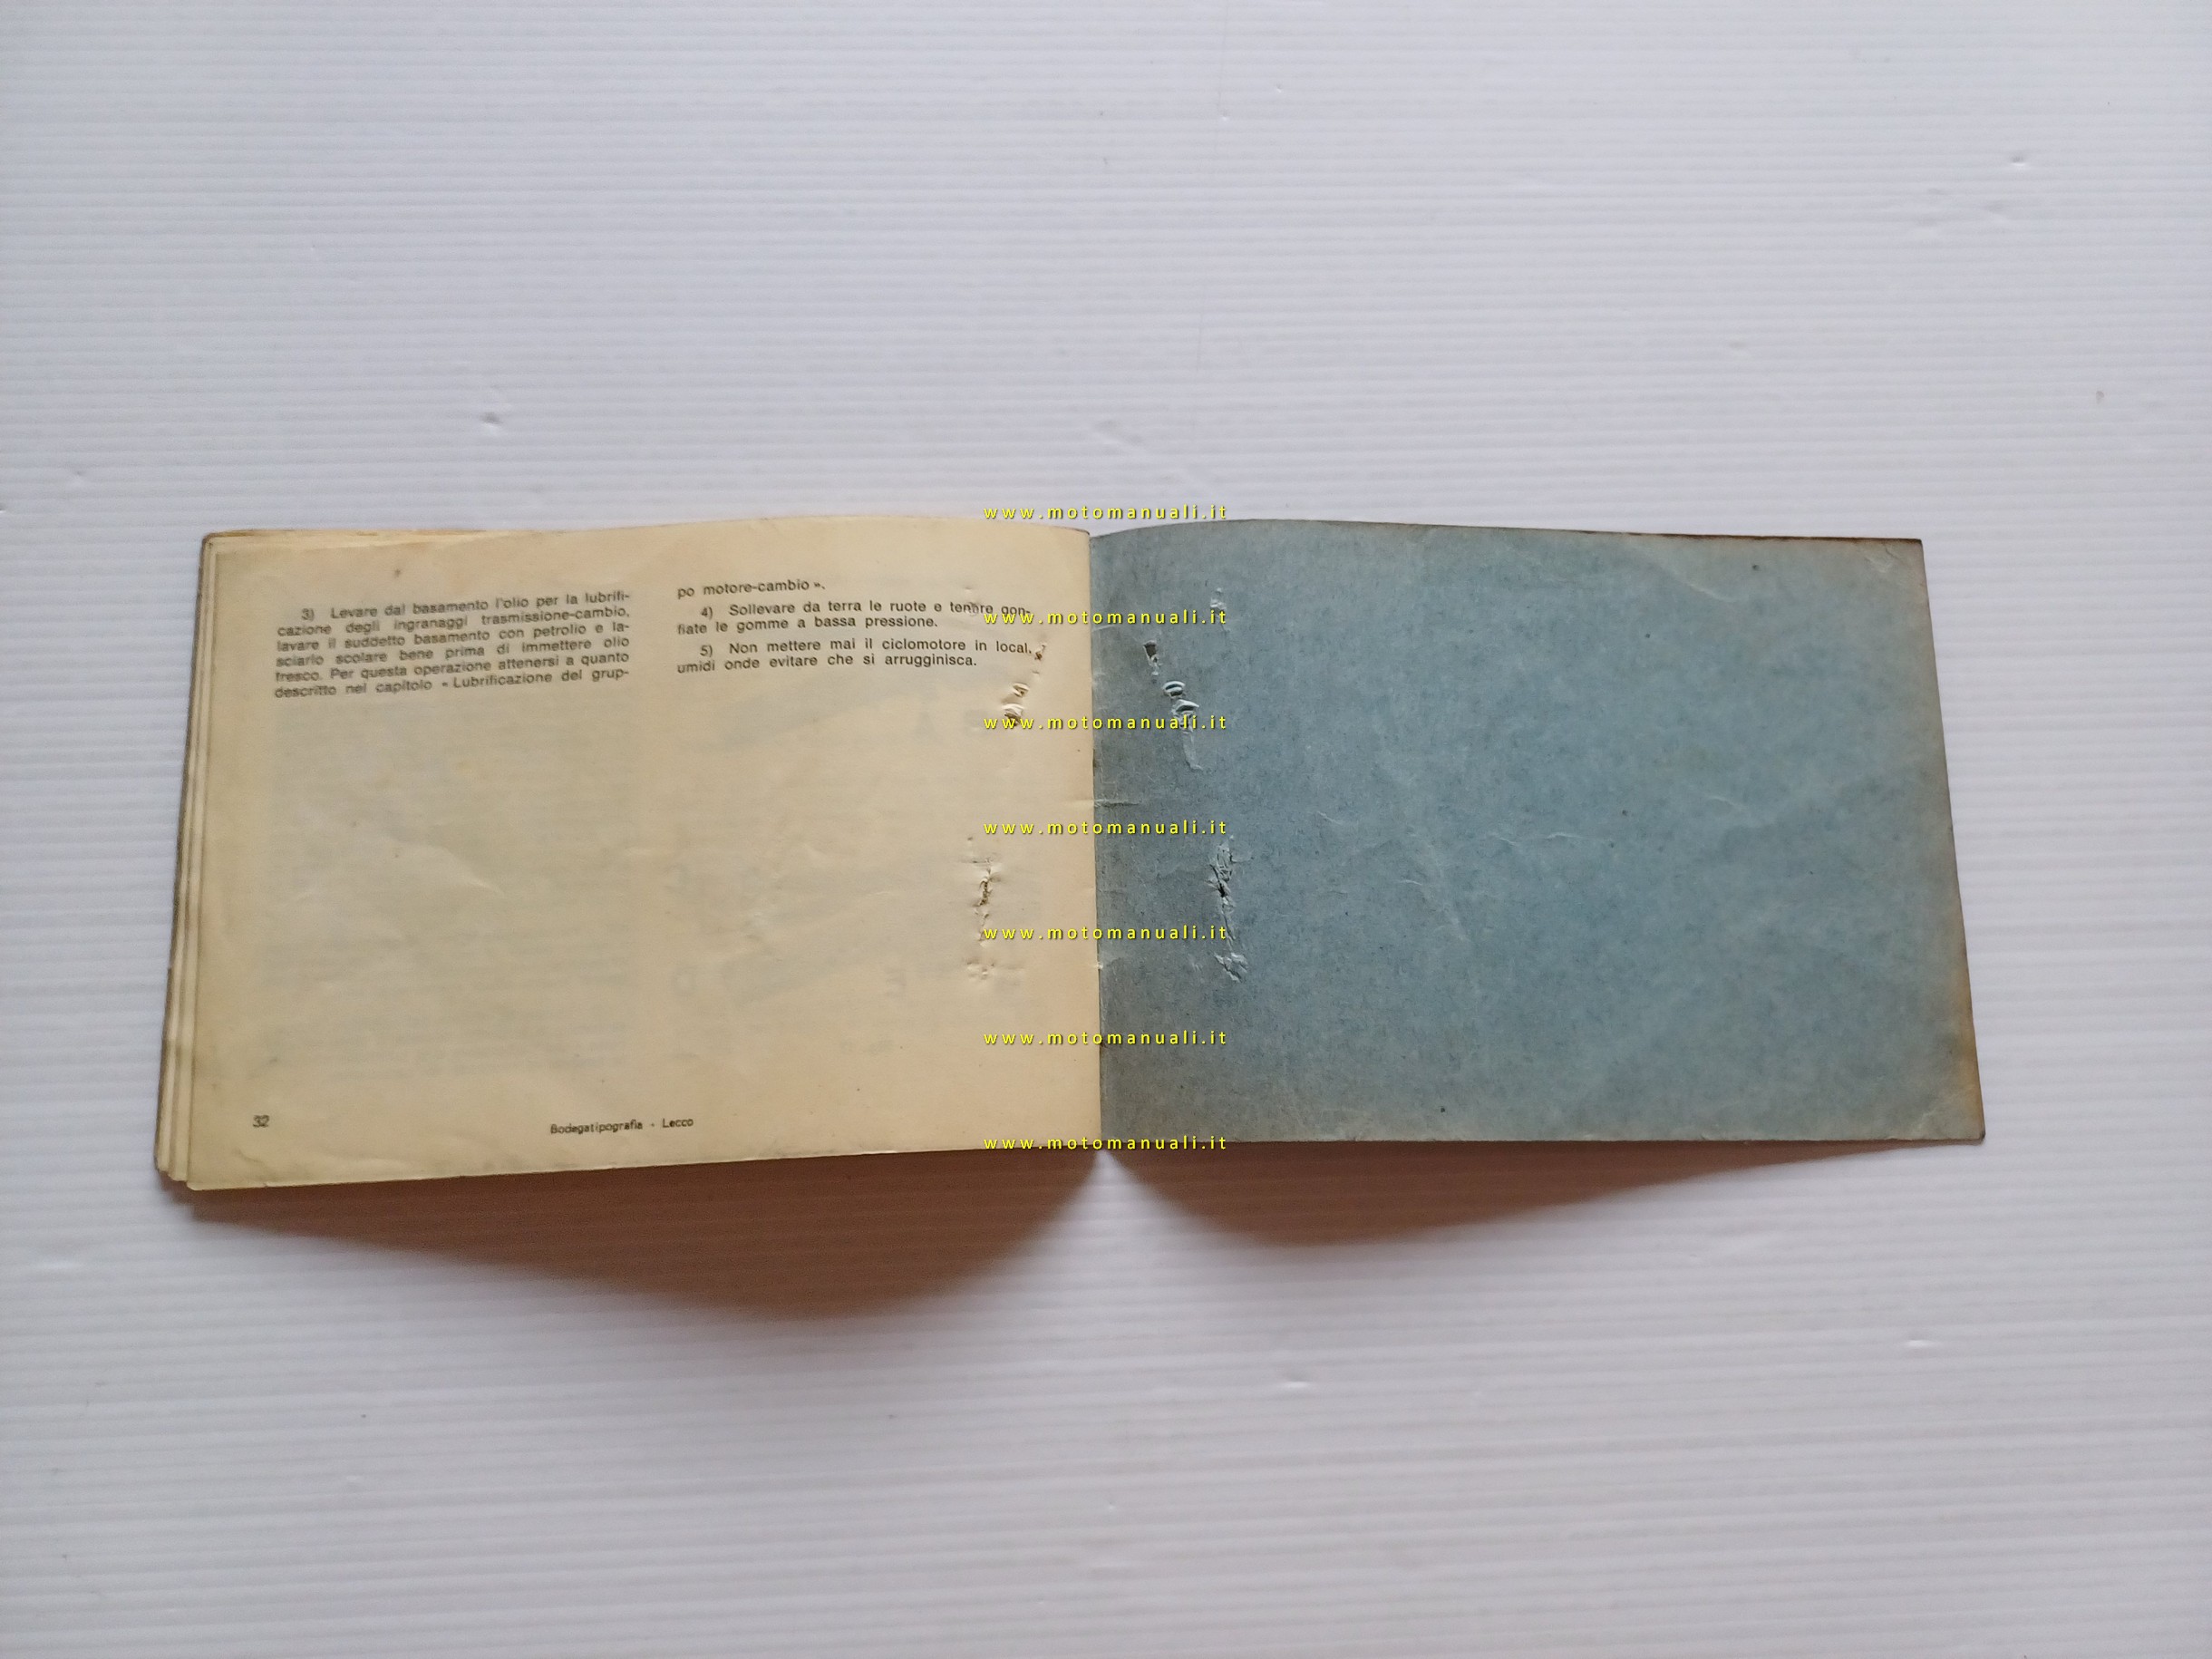 3) Levare dal basamento l'olio per la lubrifi-
cazione degli ingranaggi trasmissione-cambio,
lavare il suddetto basamento con petrolio e la-
sciarlo scolare bene prima di immettere olio
fresco. Per questa operazione attenersi a quanto
descritto nel capitolo « Lubrificazione del grup-
po motore-cambio ».
4) Sollevare da terra le ruote e tenere gon-
fiate le gomme a bassa pressione.
5) Non mettere mai il ciclomotore in local
umidi onde evitare che si arrugginisca.
32
Bodegatipografia - Lecco
www.motomanuali.it
www.motomanuali.it
www.motomanuali.it
www.motomanuali.it
www.motomanuali.it
www.motomanuali.it
www.motomanuali.it